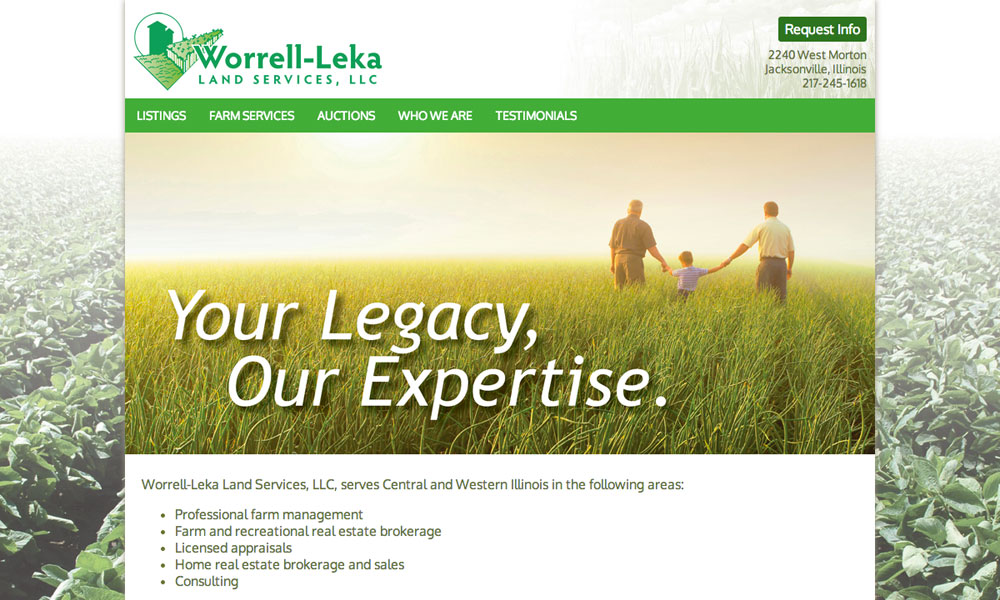 Worrell-Leka
LAND SERVICES, LLC
Request Info
2240 West Morton
Jacksonville, Illinois
217-245-1618
LISTINGS FARM SERVICES AUCTIONS WHO WE ARE TESTIMONIALS
Your Legacy,
Our Expertise.
Worrell-Leka Land Services, LLC, serves Central and Western Illinois in the following areas:
• Professional farm management
• Farm and recreational real estate brokerage
• Licensed appraisals
• Home real estate brokerage and sales
• Consulting